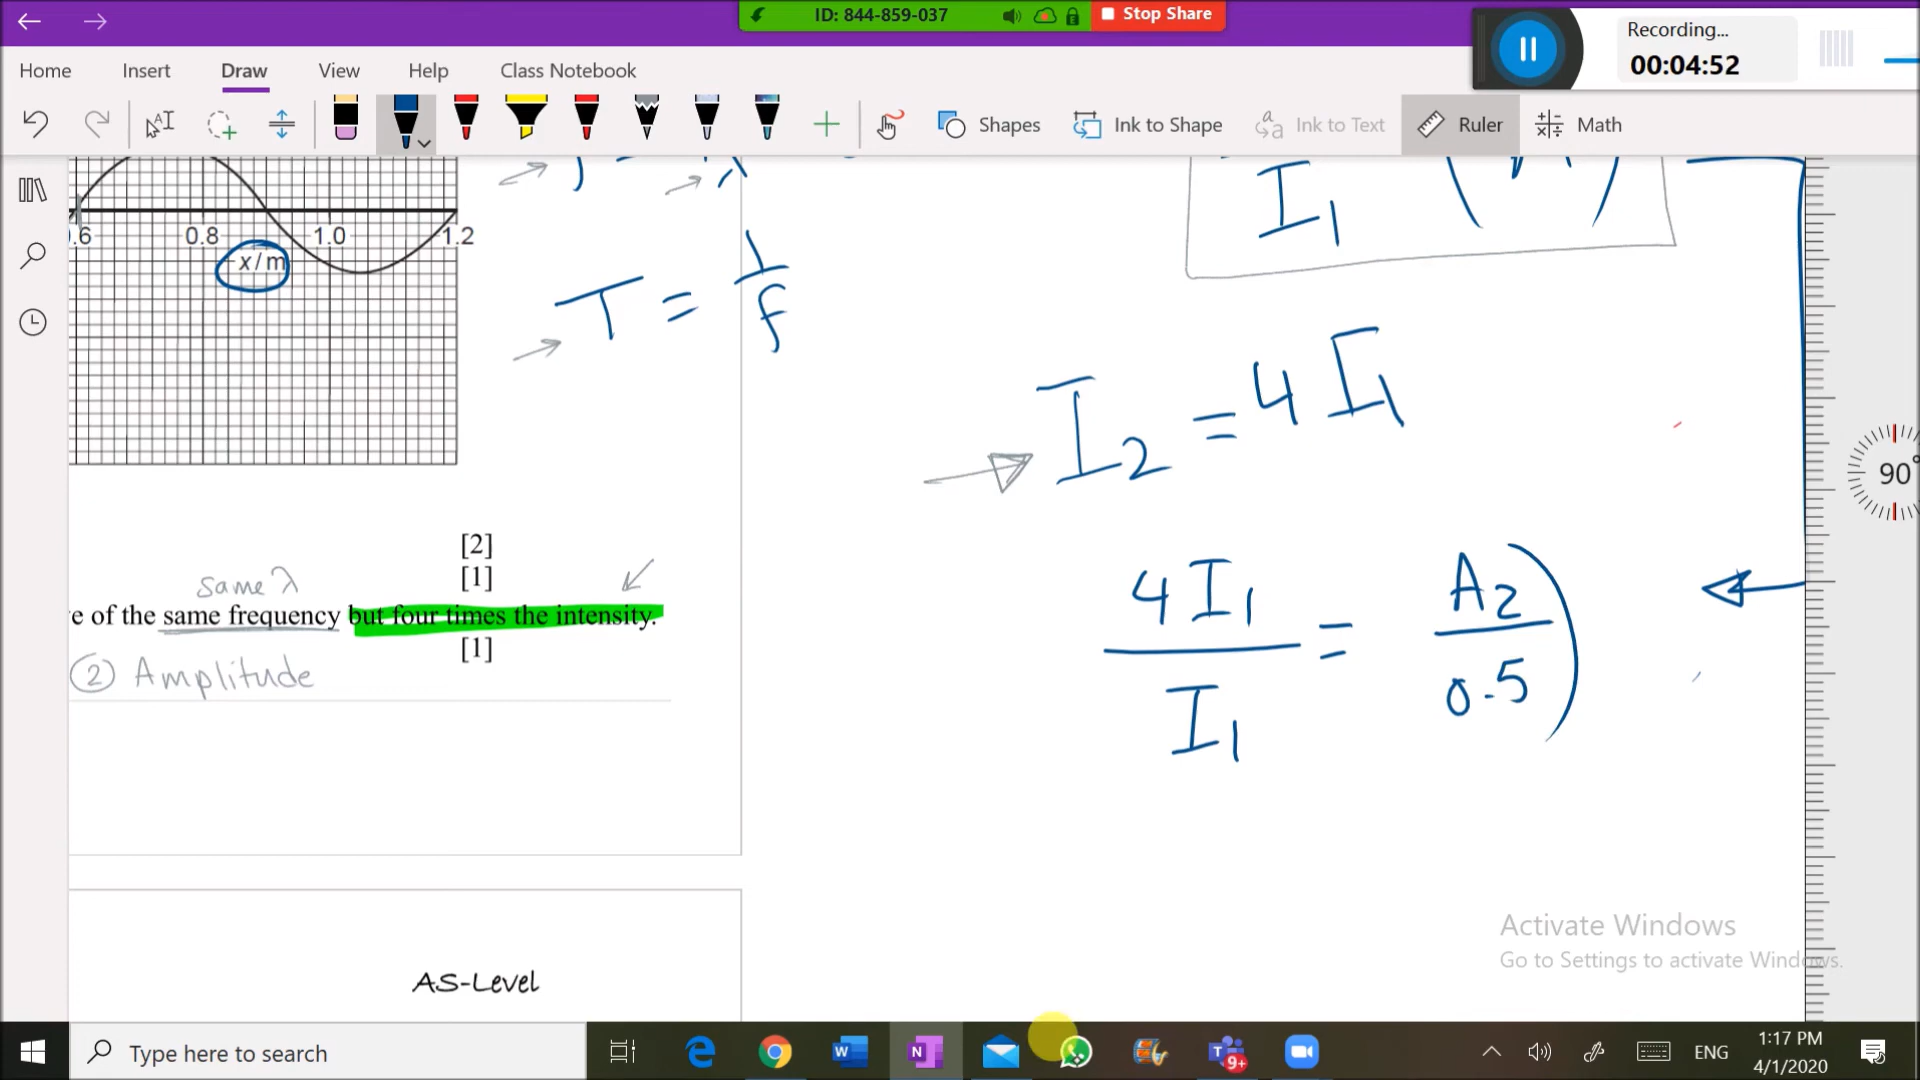 ID: 844-859-037
Stop Share
Recording...
00:04:52
Home Insert Draw View Help Class Notebook
Shapes Ink to Shape Ink to Text Ruler Math
I1
.6 0.8 1.0 1.2
x/m
T = 1/f
I2 = 4 I1
90°
[2]
[1]
same λ
e of the same frequency but four times the intensity.
[1]
② Amplitude
4I1/I1 = A2/0.5)
Activate Windows
Go to Settings to activate Windows.
AS-Level
Type here to search
9+
ENG
1:17 PM
4/1/2020